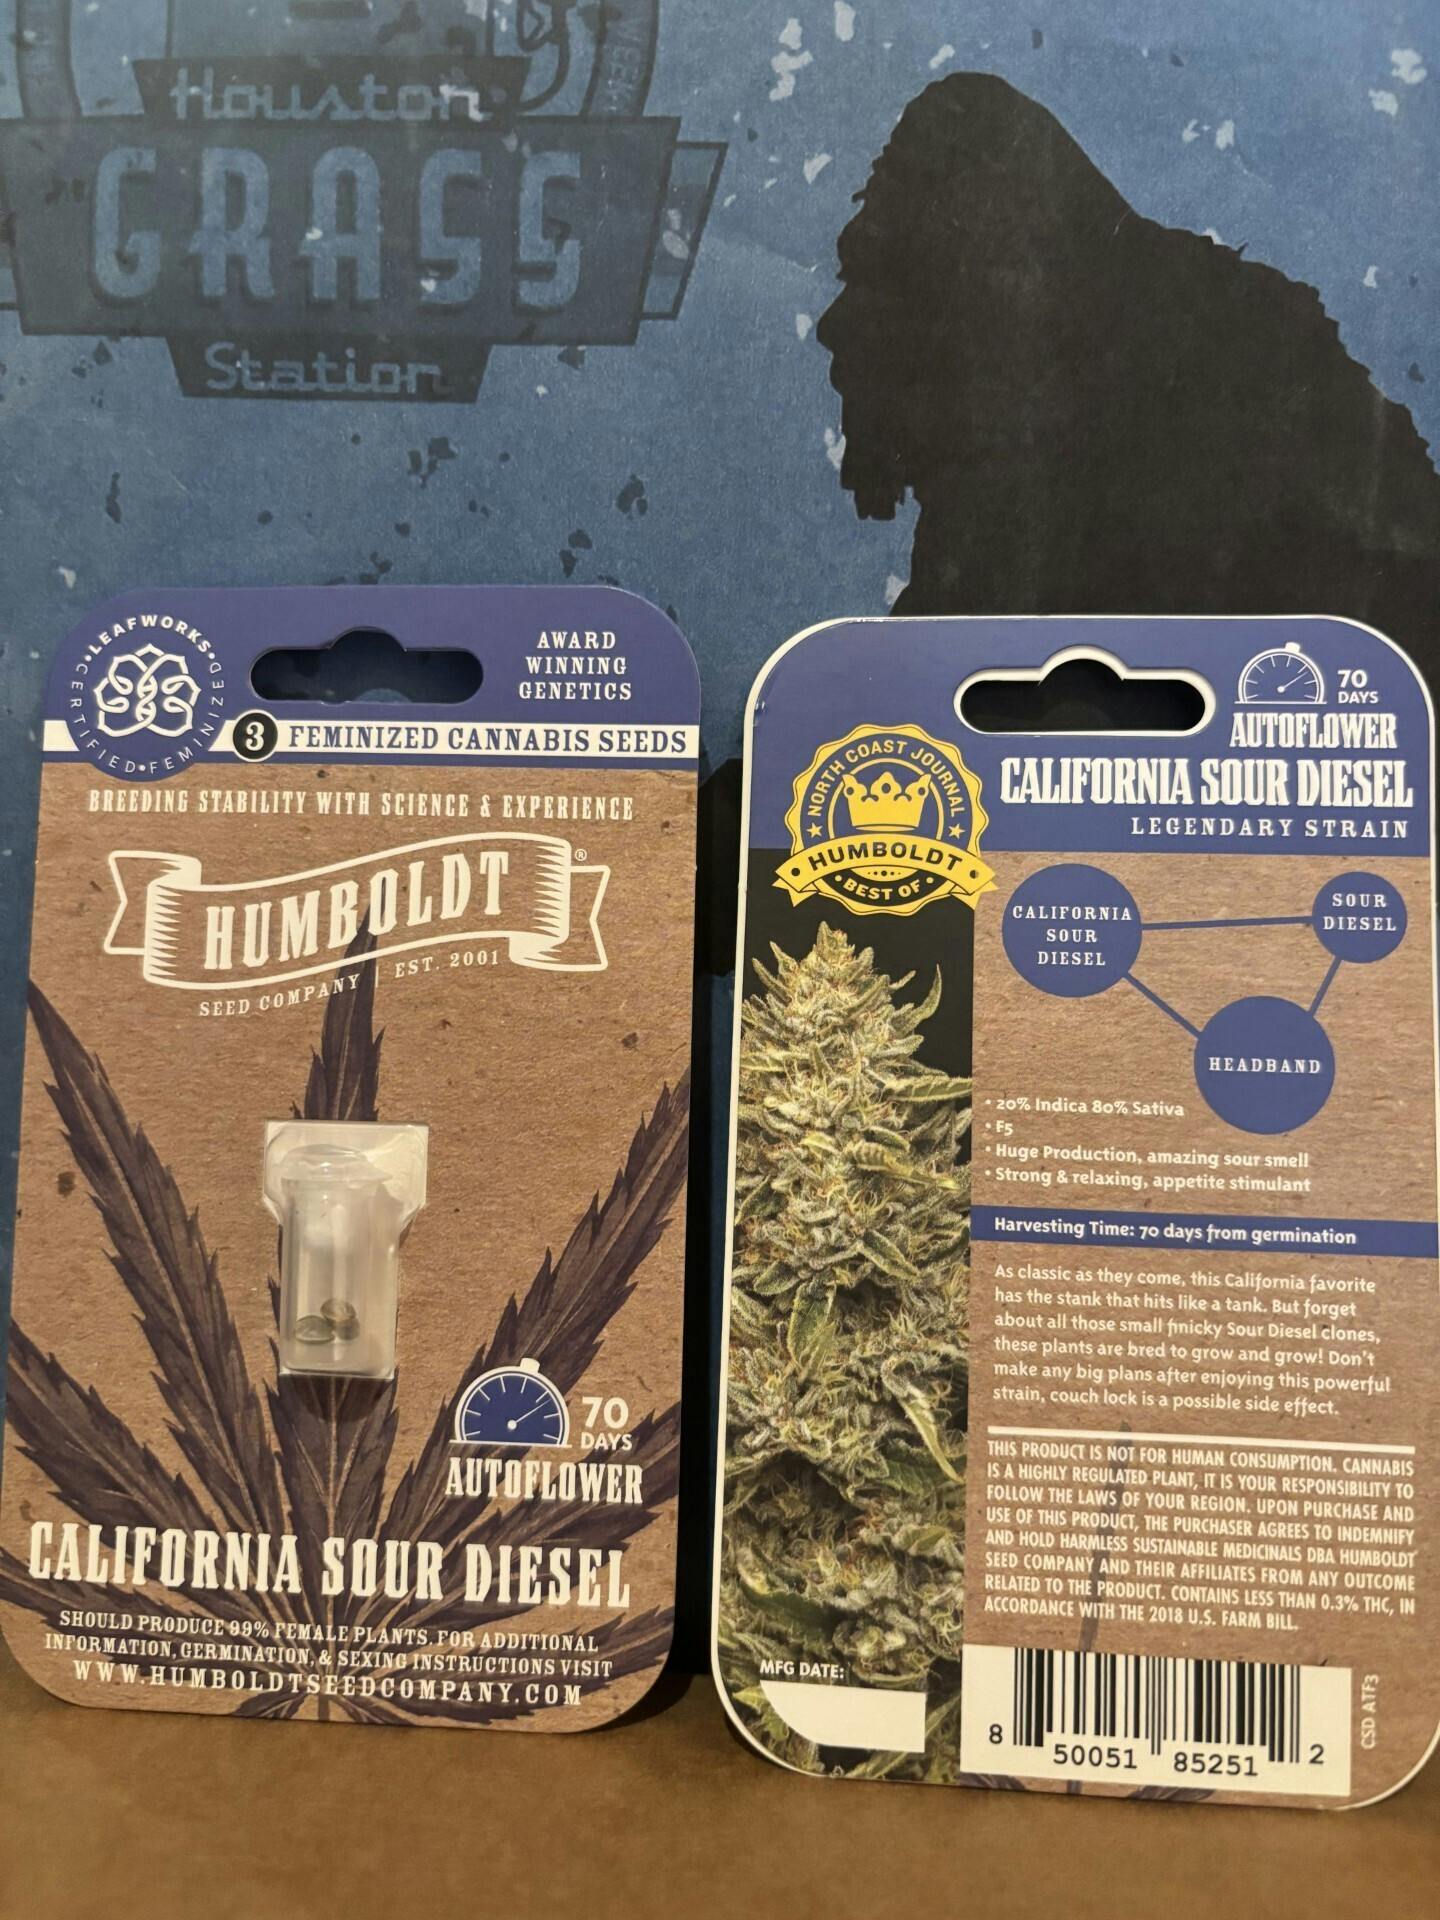 Houston
GRASS
Station
LEAFWORKS
CERTIFIED • FEMINIZED
AWARD
WINNING
GENETICS
3 FEMINIZED CANNABIS SEEDS
BREEDING STABILITY WITH SCIENCE & EXPERIENCE
HUMBOLDT®
SEED COMPANY | EST. 2001
70
DAYS
AUTOFLOWER
CALIFORNIA SOUR DIESEL
SHOULD PRODUCE 99% FEMALE PLANTS. FOR ADDITIONAL
INFORMATION, GERMINATION, & SEXING INSTRUCTIONS VISIT
WWW.HUMBOLDTSEEDCOMPANY.COM
70
DAYS
AUTOFLOWER
CALIFORNIA SOUR DIESEL
LEGENDARY STRAIN
NORTH COAST JOURNAL
HUMBOLDT
BEST OF
CALIFORNIA
SOUR
DIESEL
SOUR
DIESEL
HEADBAND
• 20% Indica 80% Sativa
• F5
• Huge Production, amazing sour smell
• Strong & relaxing, appetite stimulant
Harvesting Time: 70 days from germination
As classic as they come, this California favorite
has the stank that hits like a tank. But forget
about all those small finicky Sour Diesel clones,
these plants are bred to grow and grow! Don't
make any big plans after enjoying this powerful
strain, couch lock is a possible side effect.
THIS PRODUCT IS NOT FOR HUMAN CONSUMPTION. CANNABIS
IS A HIGHLY REGULATED PLANT, IT IS YOUR RESPONSIBILITY TO
FOLLOW THE LAWS OF YOUR REGION. UPON PURCHASE AND
USE OF THIS PRODUCT, THE PURCHASER AGREES TO INDEMNIFY
AND HOLD HARMLESS SUSTAINABLE MEDICINALS DBA HUMBOLDT
SEED COMPANY AND THEIR AFFILIATES FROM ANY OUTCOME
RELATED TO THE PRODUCT. CONTAINS LESS THAN 0.3% THC, IN
ACCORDANCE WITH THE 2018 U.S. FARM BILL.
MFG DATE:
8 50051 85251 2
CSD ATF3